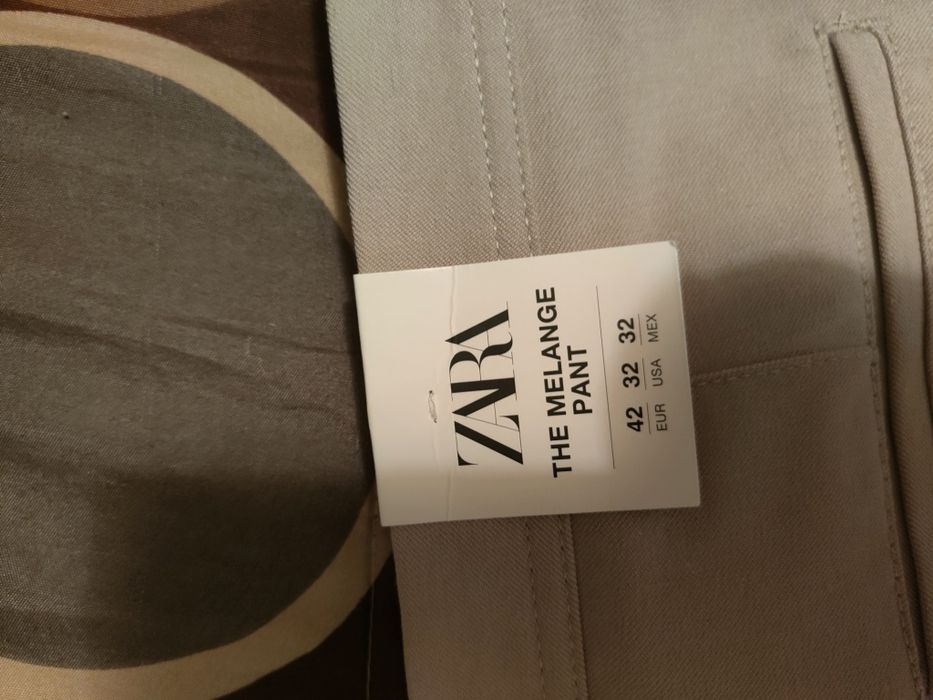 ZARA
THE MELANGE
PANT
42 32 32
EUR USA MEX